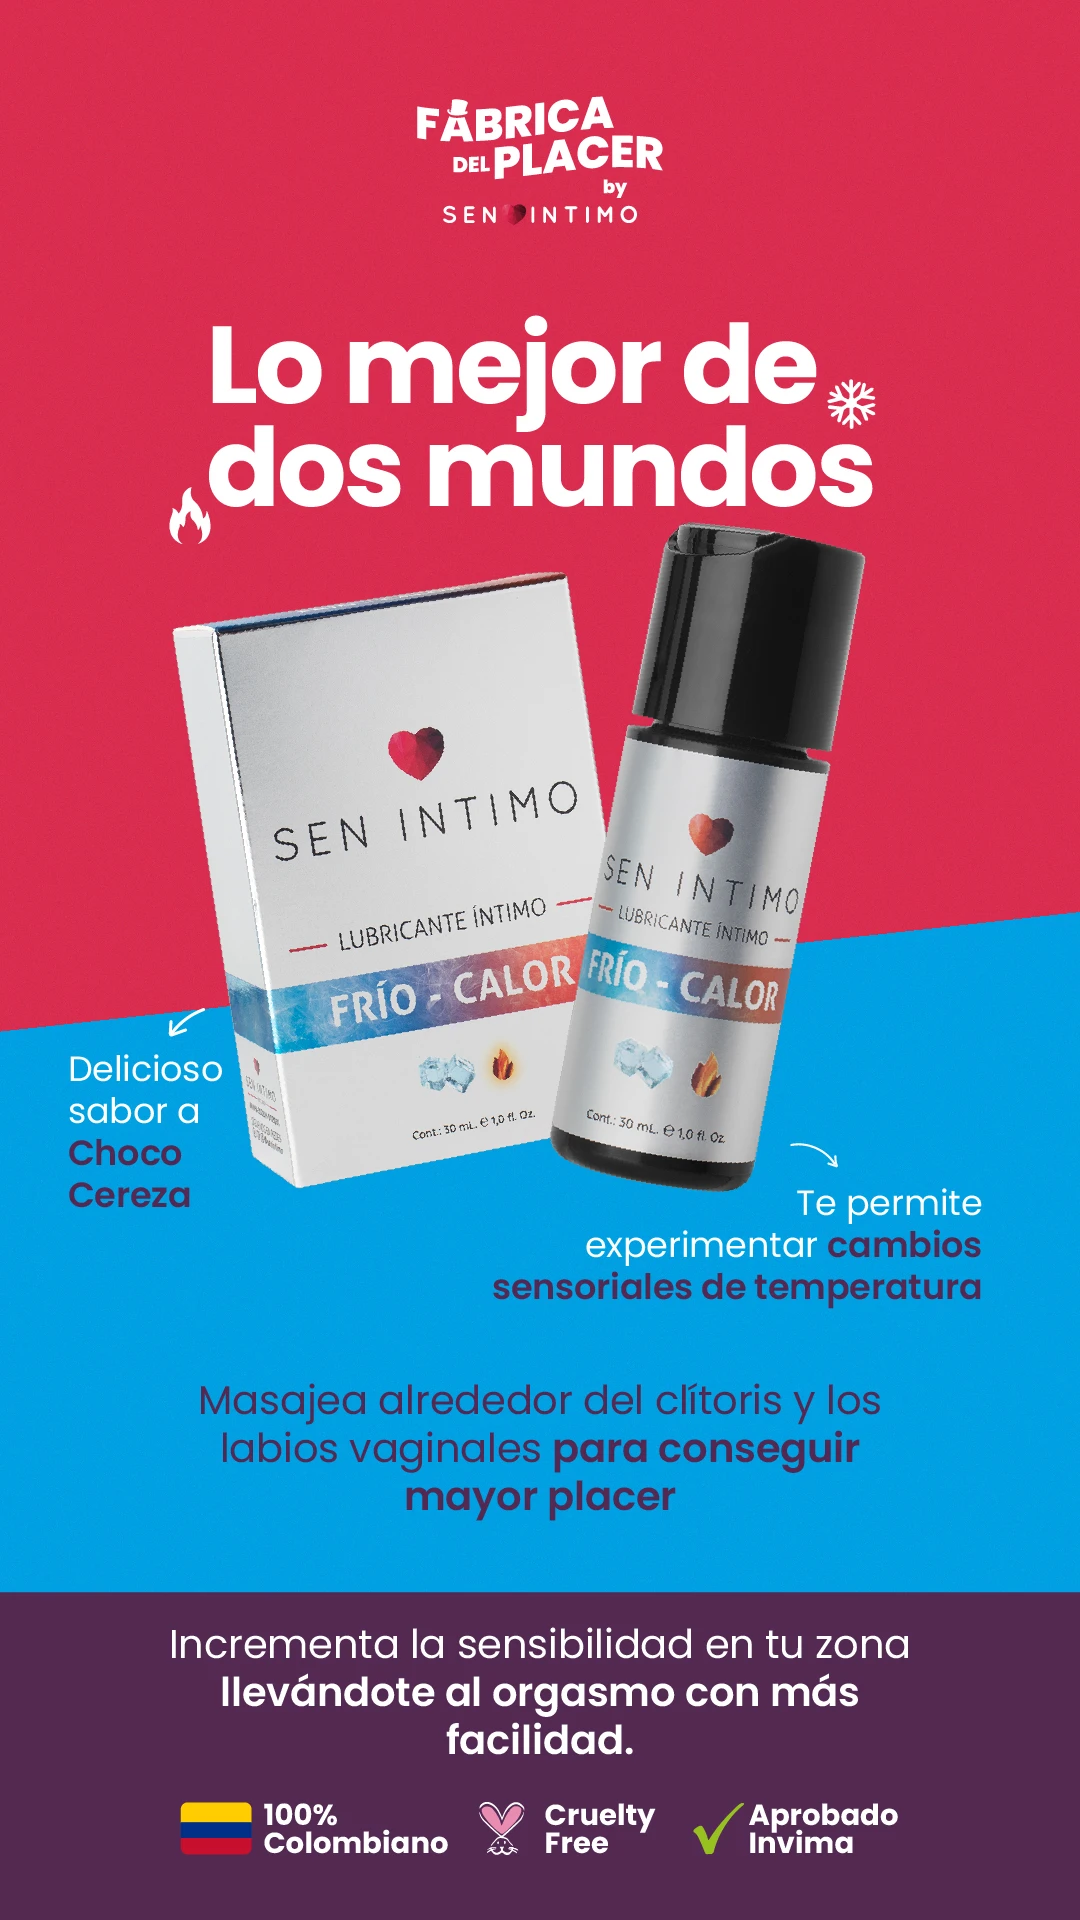 FÁBRICA
DEL PLACER
by
SEN INTIMO
Lo mejor de
dos mundos
SEN INTIMO
LUBRICANTE ÍNTIMO
FRÍO - CALOR
Cont.: 30 mL. e 1,0 fl. Oz.
SEN INTIMO
SEN INTIMO
LUBRICANTE ÍNTIMO
FRÍO - CALOR
Cont.: 30 mL. e 1,0 fl. Oz
Delicioso
sabor a
Choco
Cereza
Te permite
experimentar cambios
sensoriales de temperatura
Masajea alrededor del clítoris y los
labios vaginales para conseguir
mayor placer
Incrementa la sensibilidad en tu zona
llevándote al orgasmo con más
facilidad.
100%
Colombiano
Cruelty
Free
Aprobado
Invima